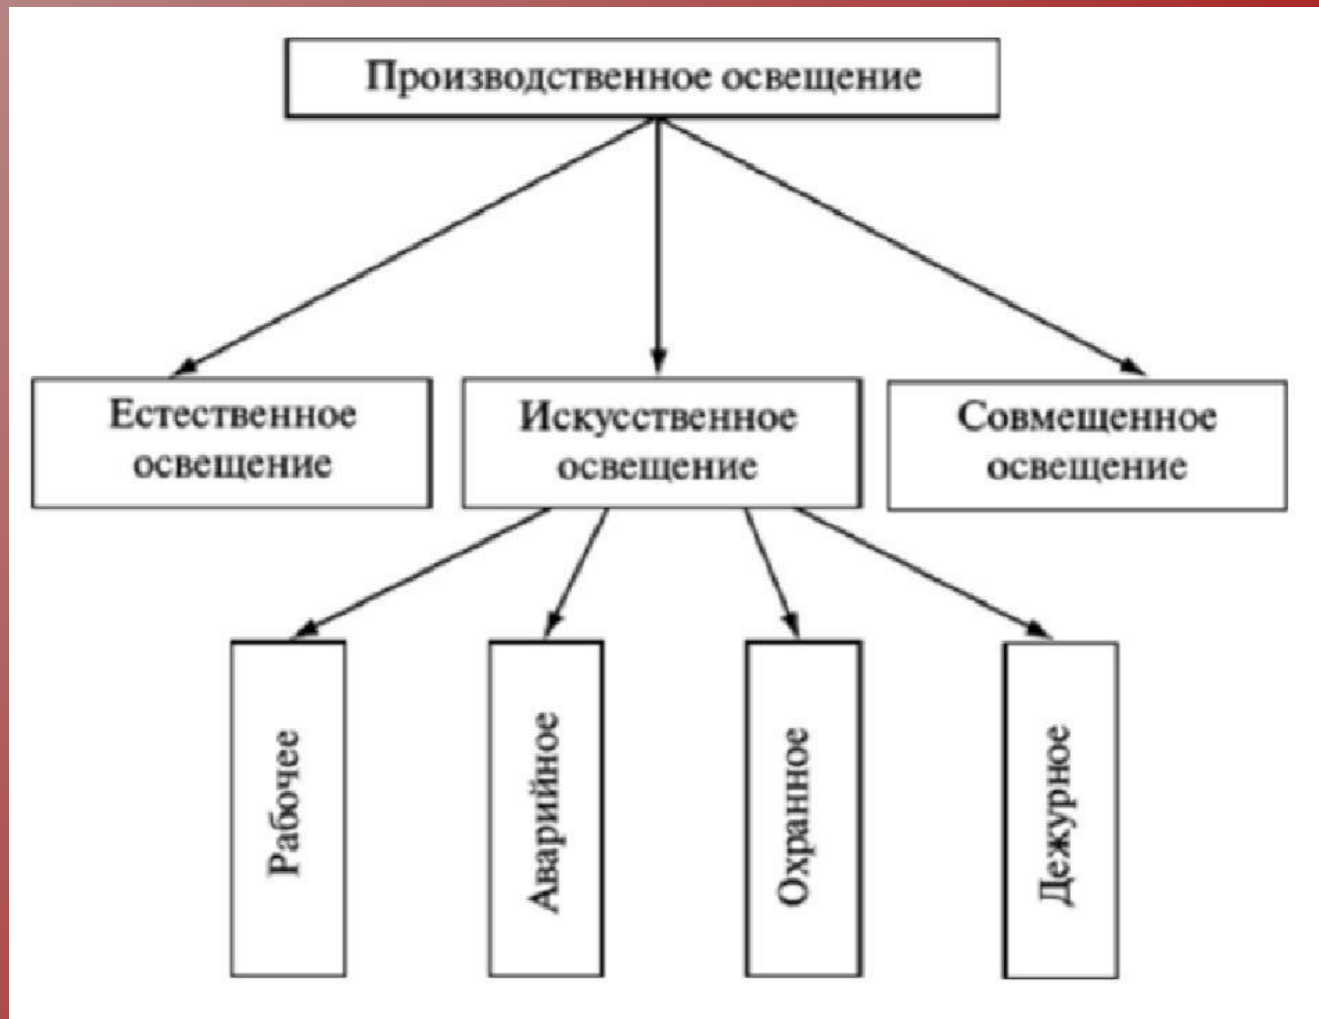 Производственное освещение
Естественное
освещение
Искусственное
освещение
Совмещенное
освещение
Рабочее
Аварийное
Охранное
Дежурное